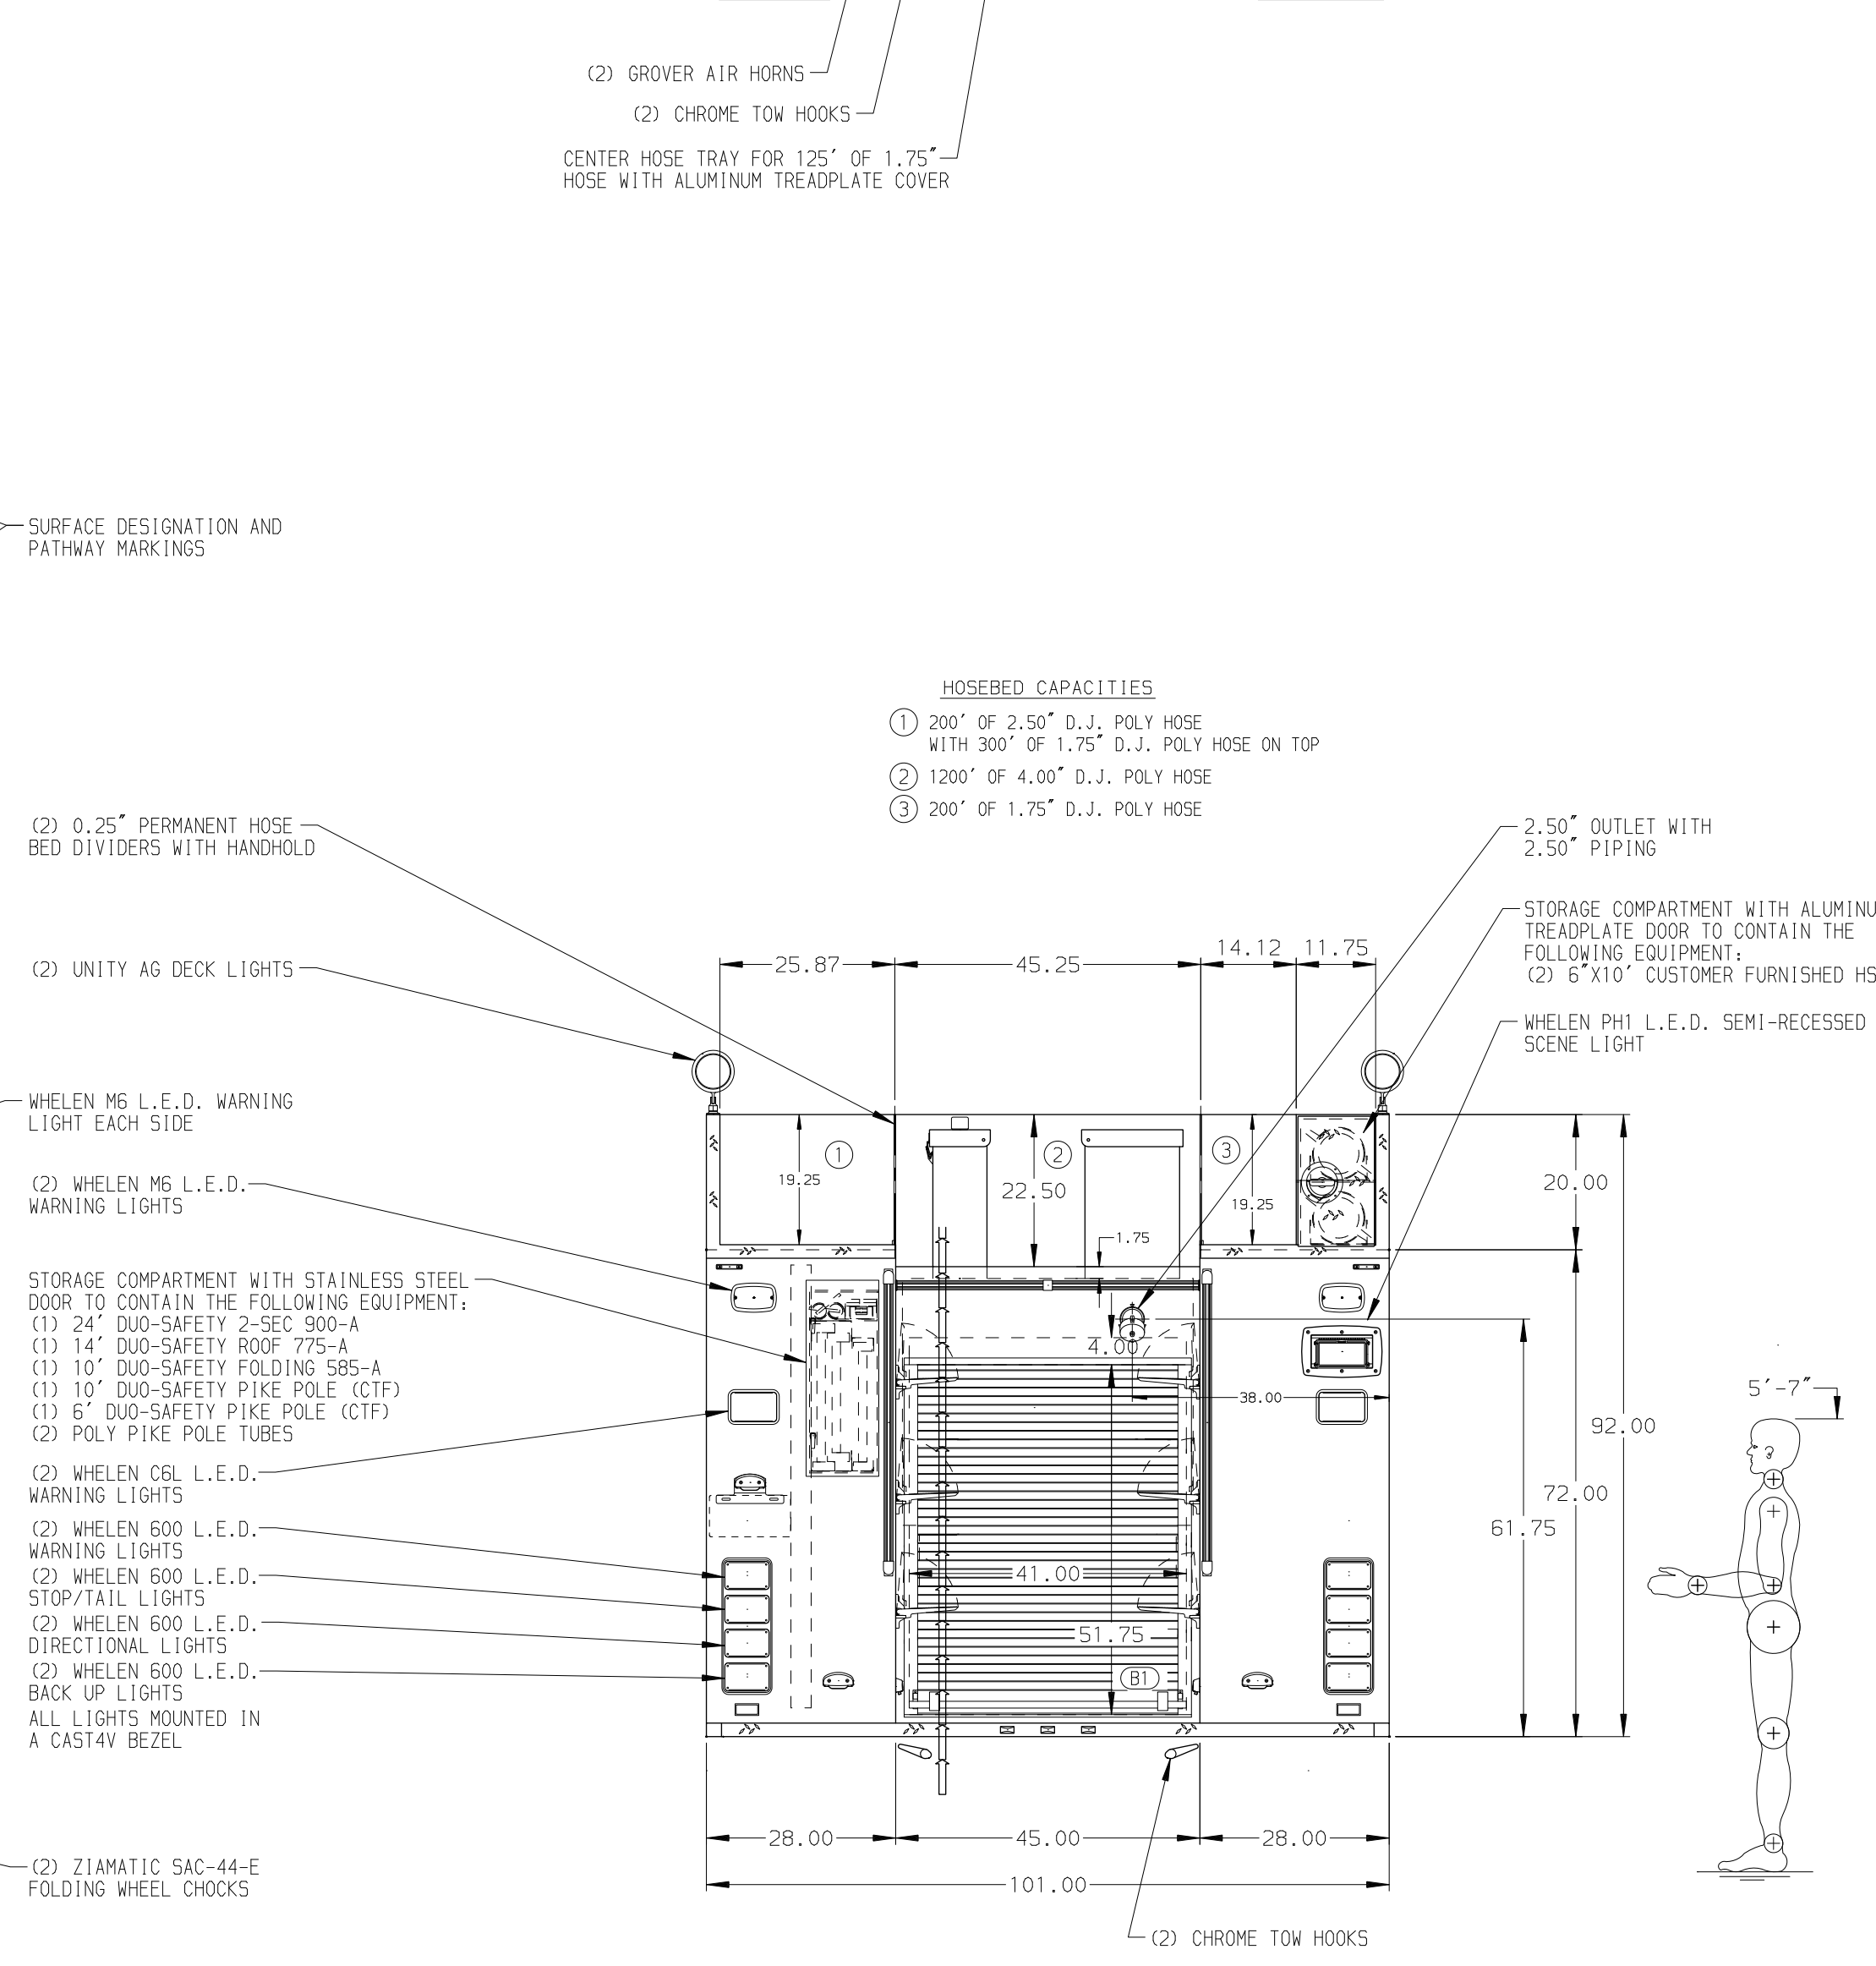 (2) GROVER AIR HORNS
(2) CHROME TOW HOOKS
CENTER HOSE TRAY FOR 125' OF 1.75"
HOSE WITH ALUMINUM TREADPLATE COVER
SURFACE DESIGNATION AND
PATHWAY MARKINGS
HOSEBED CAPACITIES
1 200' OF 2.50" D.J. POLY HOSE
WITH 300' OF 1.75" D.J. POLY HOSE ON TOP
2 1200' OF 4.00" D.J. POLY HOSE
3 200' OF 1.75" D.J. POLY HOSE
(2) 0.25" PERMANENT HOSE
BED DIVIDERS WITH HANDHOLD
(2) UNITY AG DECK LIGHTS
WHELEN M6 L.E.D. WARNING
LIGHT EACH SIDE
(2) WHELEN M6 L.E.D.
WARNING LIGHTS
STORAGE COMPARTMENT WITH STAINLESS STEEL
DOOR TO CONTAIN THE FOLLOWING EQUIPMENT:
(1) 24' DUO-SAFETY 2-SEC 900-A
(1) 14' DUO-SAFETY ROOF 775-A
(1) 10' DUO-SAFETY FOLDING 585-A
(1) 10' DUO-SAFETY PIKE POLE (CTF)
(1) 6' DUO-SAFETY PIKE POLE (CTF)
(2) POLY PIKE POLE TUBES
(2) WHELEN C6L L.E.D.
WARNING LIGHTS
(2) WHELEN 600 L.E.D.
WARNING LIGHTS
(2) WHELEN 600 L.E.D.
STOP/TAIL LIGHTS
(2) WHELEN 600 L.E.D.
DIRECTIONAL LIGHTS
(2) WHELEN 600 L.E.D.
BACK UP LIGHTS
ALL LIGHTS MOUNTED IN
A CAST4V BEZEL
(2) ZIAMATIC SAC-44-E
FOLDING WHEEL CHOCKS
2.50" OUTLET WITH
2.50" PIPING
STORAGE COMPARTMENT WITH ALUMINU
TREADPLATE DOOR TO CONTAIN THE
FOLLOWING EQUIPMENT:
(2) 6"X10' CUSTOMER FURNISHED HS
WHELEN PH1 L.E.D. SEMI-RECESSED
SCENE LIGHT
25.87
45.25
14.12
11.75
1
2
3
19.25
22.50
19.25
20.00
1.75
4.00
38.00
5'-7"
92.00
72.00
61.75
41.00
51.75
B1
28.00
45.00
28.00
101.00
(2) CHROME TOW HOOKS